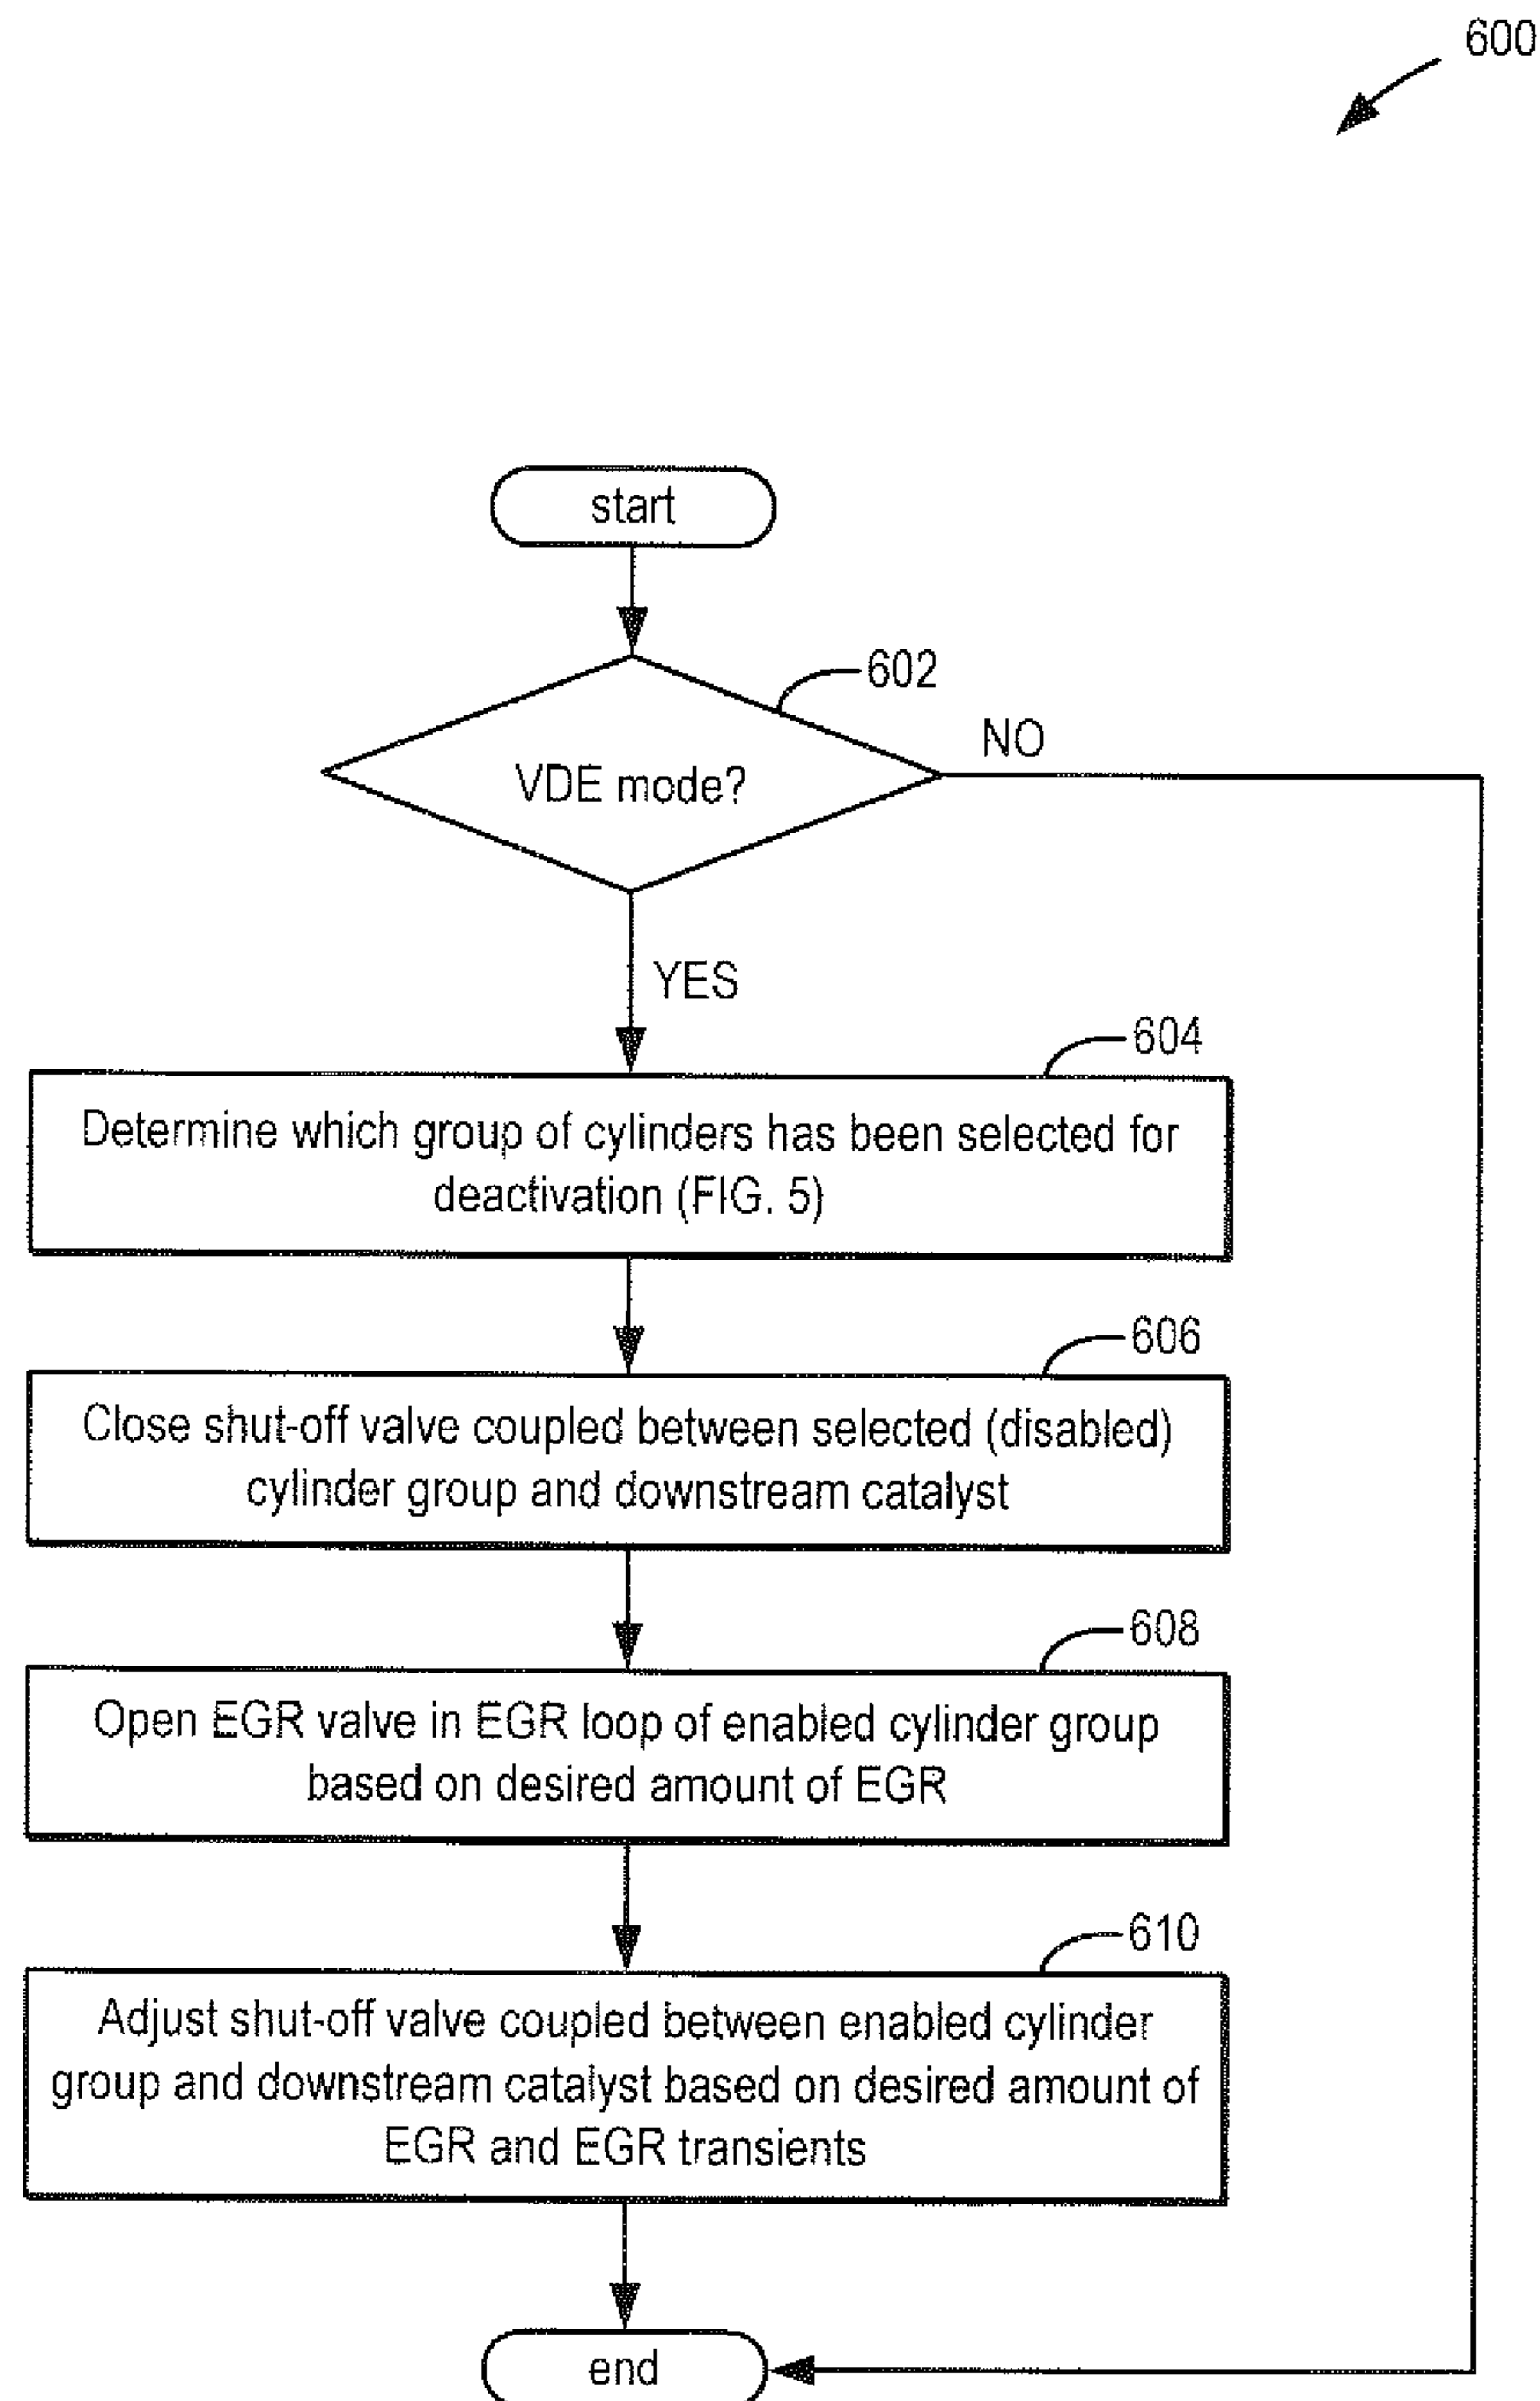 600
start
602
NO
VDE mode?
YES
604
Determine which group of cylinders has been selected for
deactivation (FIG. 5)
606
Close shut-off valve coupled between selected (disabled)
cylinder group and downstream catalyst
608
Open EGR valve in EGR loop of enabled cylinder group
based on desired amount of EGR
610
Adjust shut-off valve coupled between enabled cylinder
group and downstream catalyst based on desired amount of
EGR and EGR transients
end